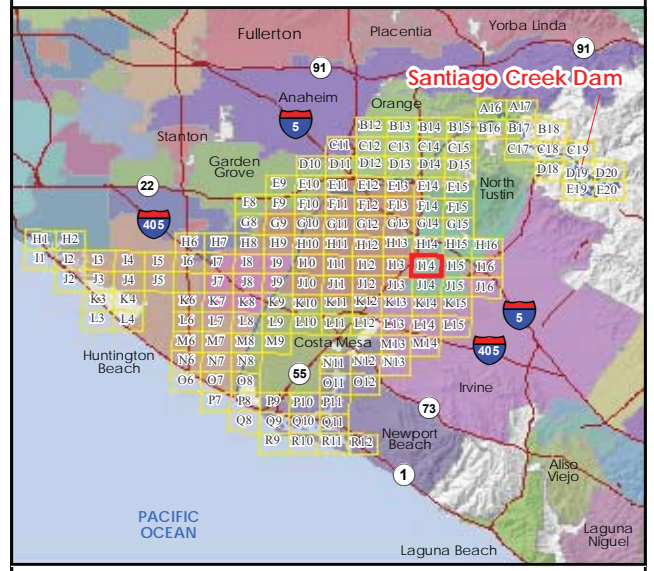 Yorba Linda
Fullerton
Placentia
91
91
Santiago Creek Dam
Anaheim
Orange
A16 A17
5
B12 B13 B14 B15 B16 B17 B18
Stanton
C11 C12 C13 C14 C15 C17 C18 C19
Garden
Grove
D10 D11 D12 D13 D14 D15 D18 D19 D20
North
Tustin
22
E9 E10 E11 E12 E13 E14 E15 E19 E20
F8 F9 F10 F11 F12 F13 F14 F15
405
G8 G9 G10 G11 G12 G13 G14 G15
H1 H2 H6 H7 H8 H9 H10 H11 H12 H13 H14 H15 H16
I1 I2 I3 I4 I5 I6 I7 I8 I9 I10 I11 I12 I13 I14 I15 I16
J2 J3 J4 J5 J7 J8 J9 J10 J11 J12 J13 J14 J15 J16
K3 K4 K6 K7 K8 K9 K10 K11 K12 K13 K14 K15
5
L3 L4 L6 L7 L8 L9 L10 L11 L12 L13 L14 L15
M6 M7 M8 M9 Costa Mesa M13 M14
405
Huntington
Beach
N6 N7 N8 N11 N12 N13
55
O6 O7 O8 O11 O12
Irvine
P7 P8 P9 P10 P11
73
Q8 Q9 Q10 Q11
Newport
Beach
R9 R10 R11 R12
1
Aliso
Viejo
PACIFIC
OCEAN
Laguna
Niguel
Laguna Beach